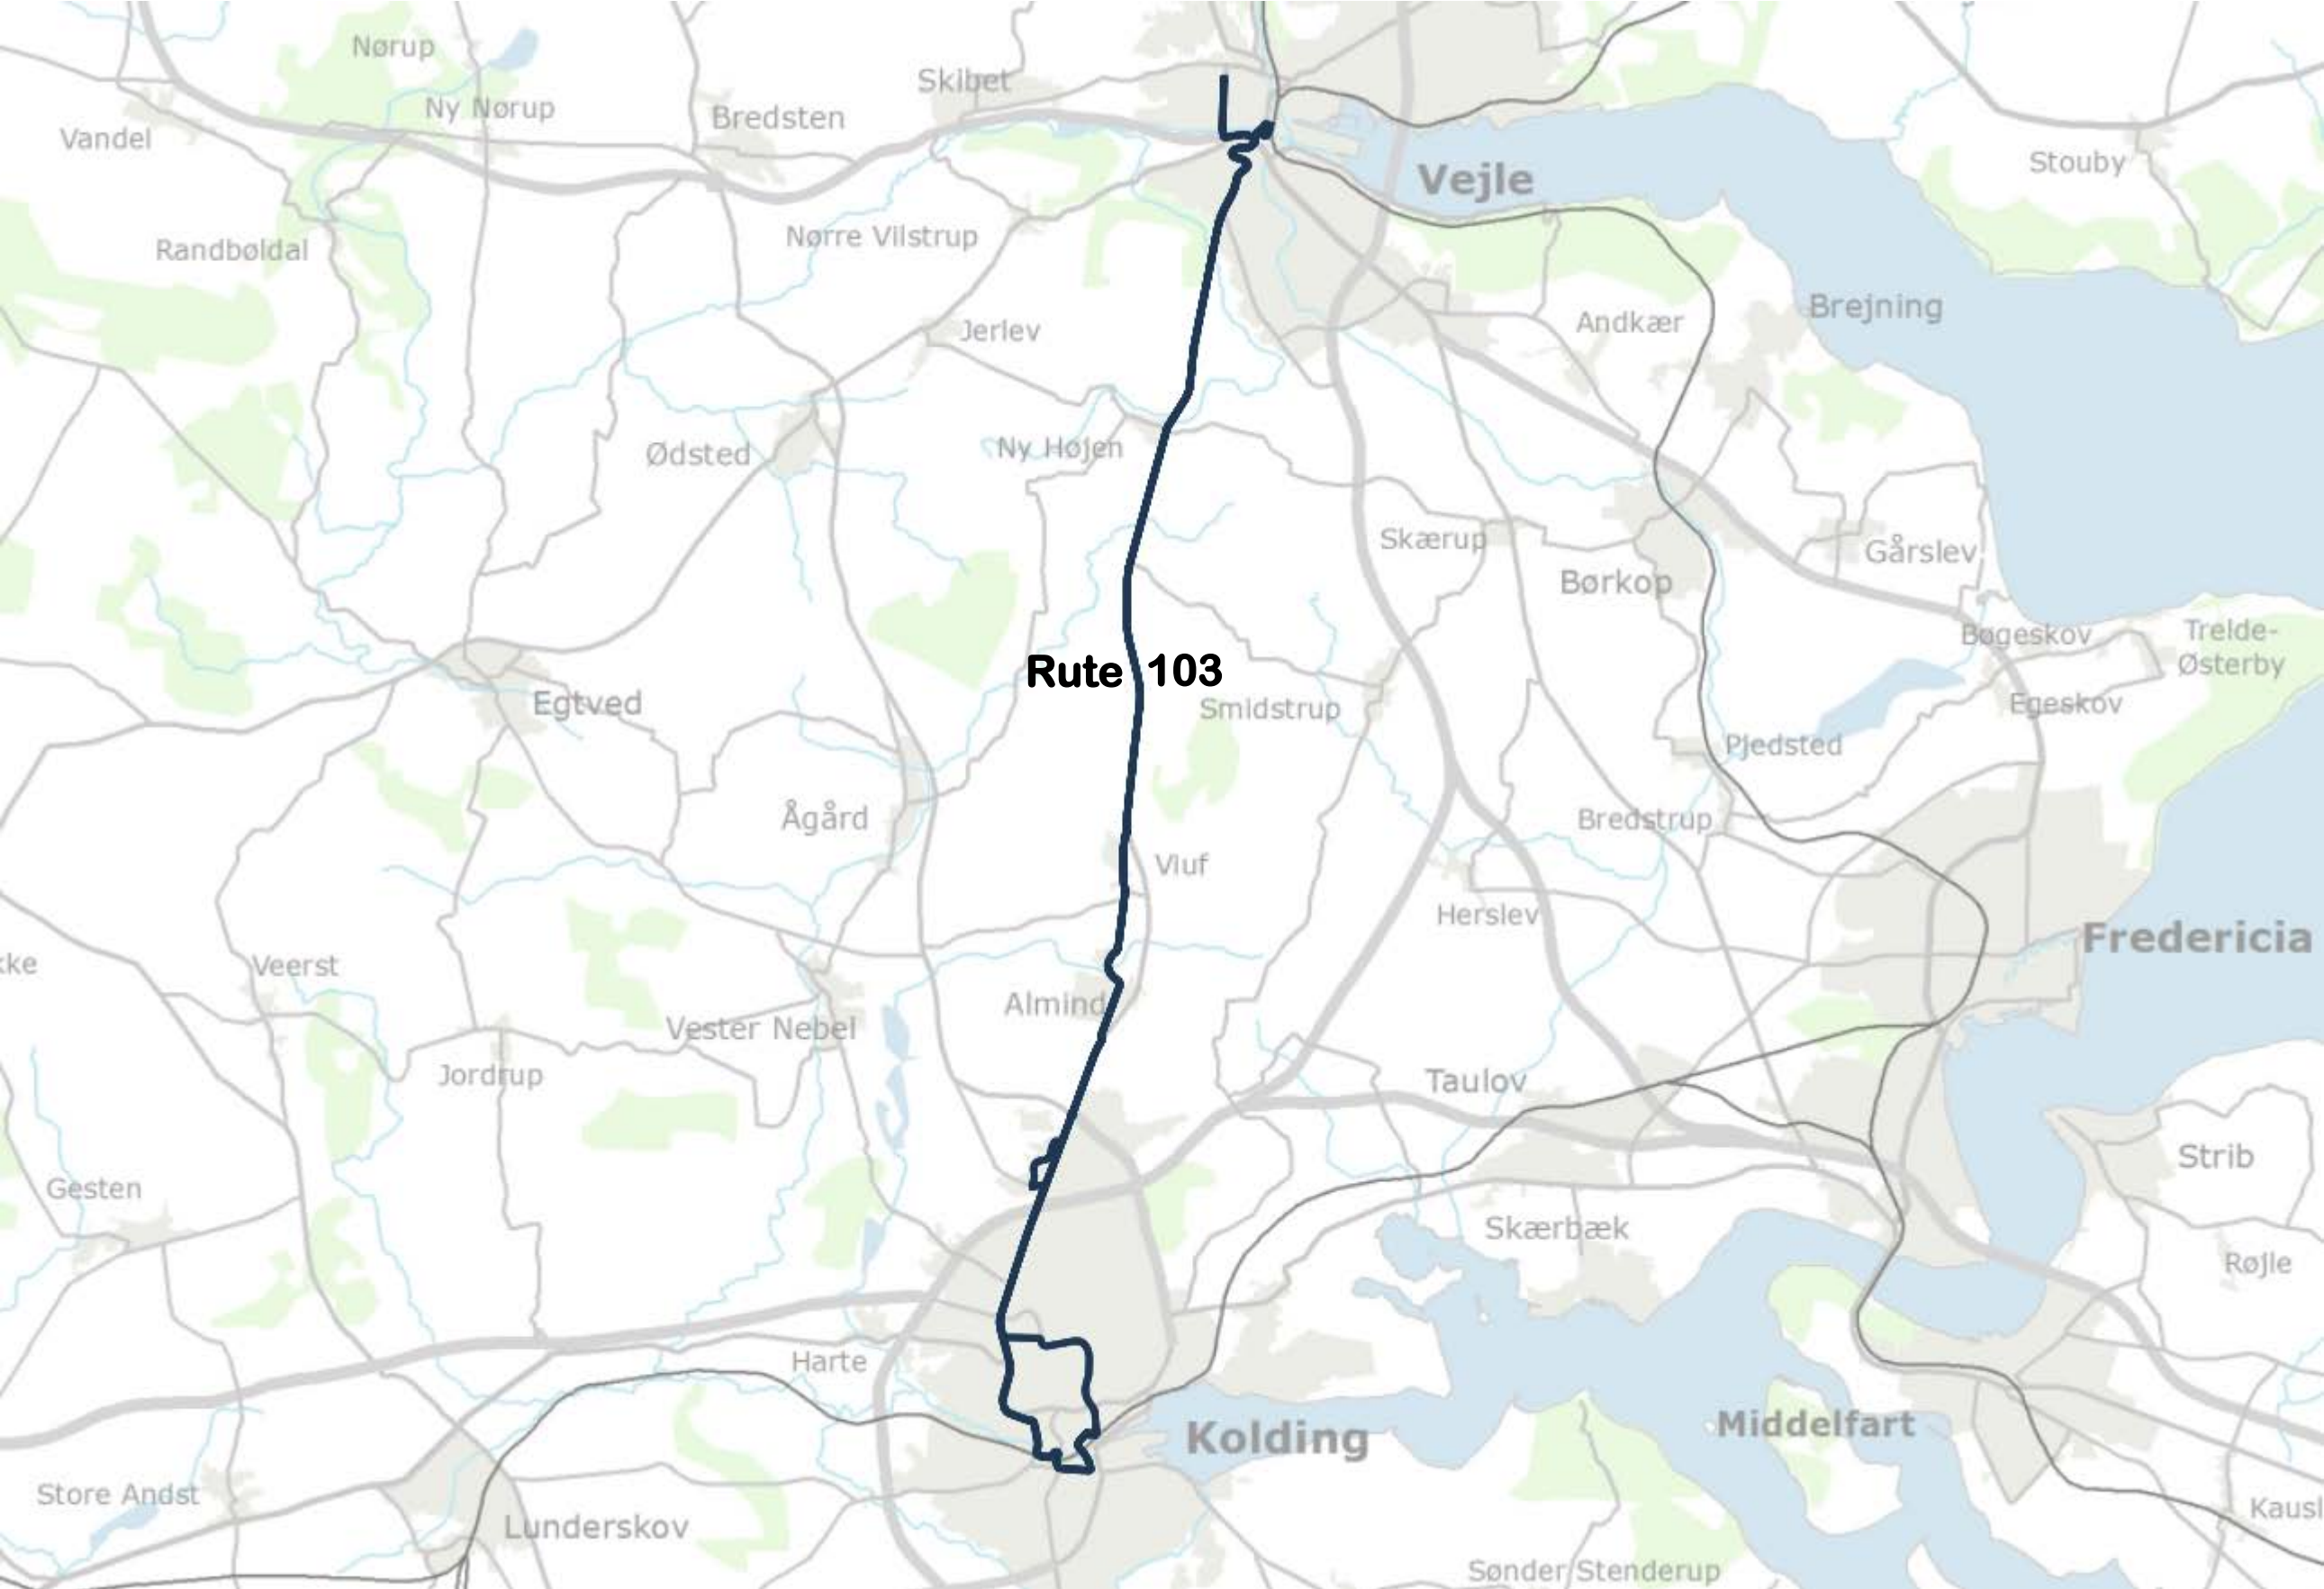 Nørup
Skibet
Ny Nørup
Bredsten
Vandel
Stouby
Vejle
Nørre Vilstrup
Randbøldal
Brejning
Andkær
Jerlev
Ny Højen
Ødsted
Skærup
Gårslev
Børkop
Trelde-
Østerby
Bøgeskov
Rute 103
Egtved
Smidstrup
Egeskov
Pjedsted
Ågård
Bredstrup
Viuf
Herslev
Fredericia
ke
Veerst
Almind
Vester Nebel
Jordrup
Taulov
Strib
Gesten
Skærbæk
Røjle
Harte
Middelfart
Kolding
Store Andst
Kausl
Lunderskov
Sønder Stenderup